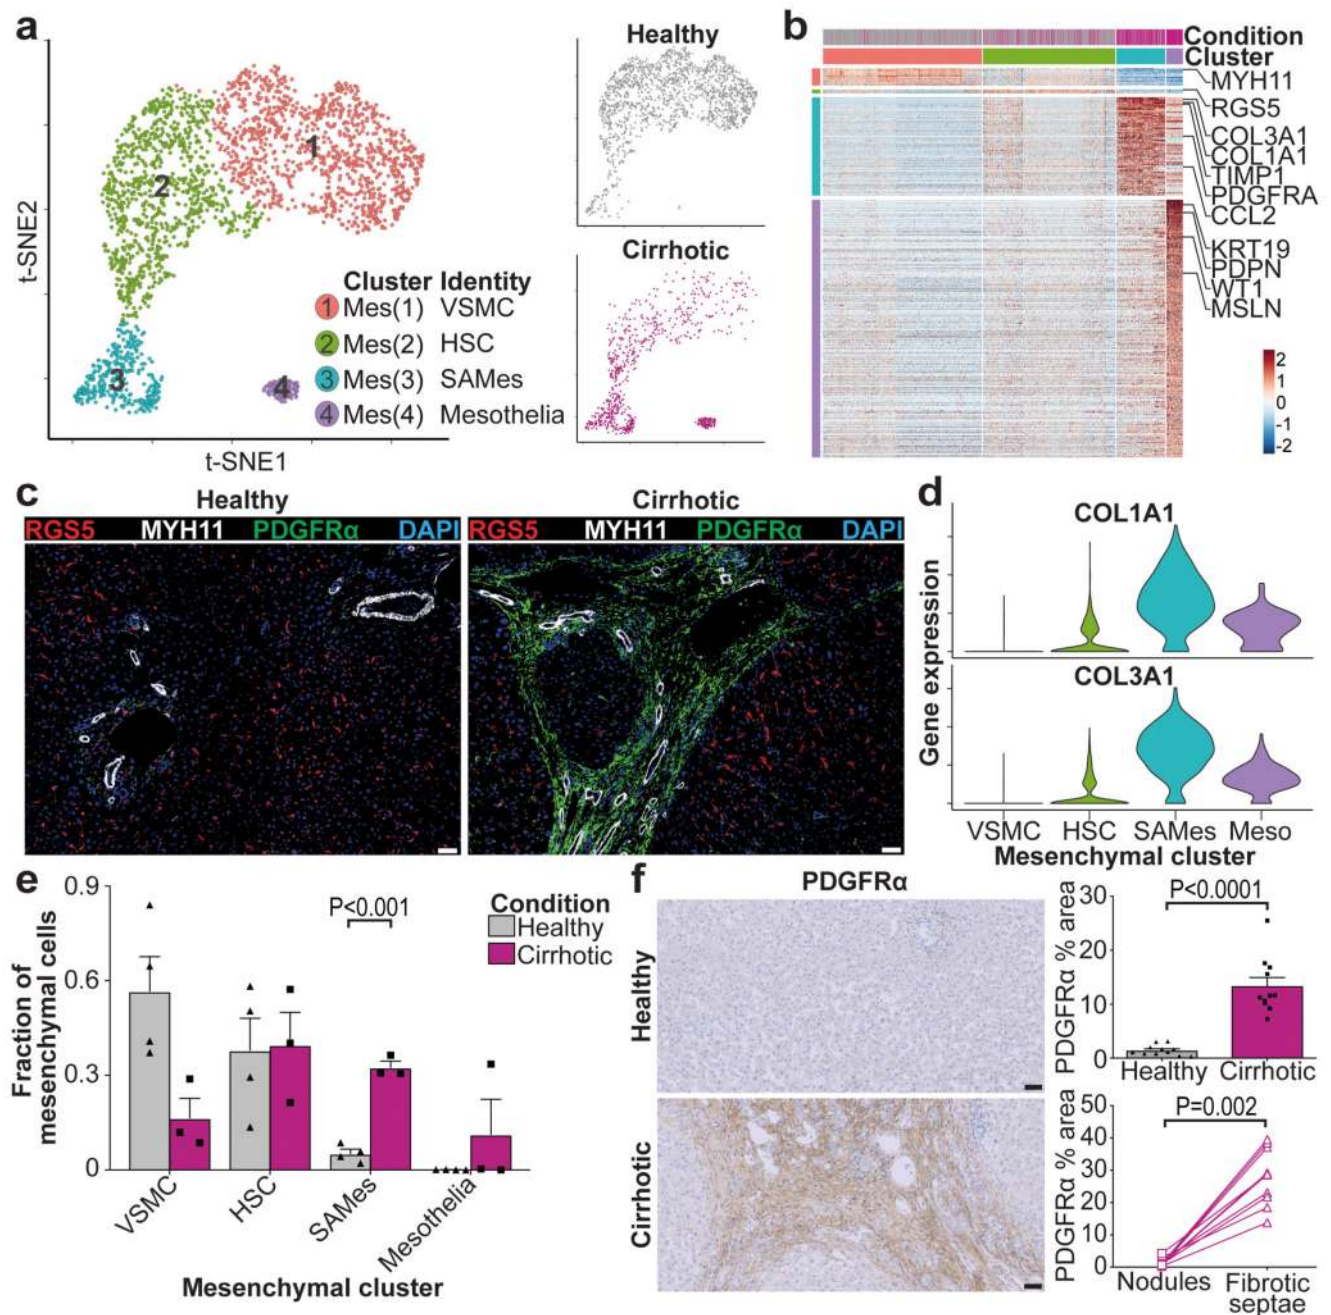 a
t-SNE2
t-SNE1
1
2
3
4
Cluster Identity
1 Mes(1) VSMC
2 Mes(2) HSC
3 Mes(3) SAMes
4 Mes(4) Mesothelia
Healthy
Cirrhotic
b
Condition
Cluster
MYH11
RGS5
COL3A1
COL1A1
TIMP1
PDGFRA
CCL2
KRT19
PDPN
WT1
MSLN
2
1
0
-1
-2
c
Healthy
RGS5 MYH11 PDGFRα DAPI
Cirrhotic
RGS5 MYH11 PDGFRα DAPI
d
Gene expression
COL1A1
COL3A1
VSMC HSC SAMes Meso
Mesenchymal cluster
e
Fraction of
mesenchymal cells
0.9
0.6
0.3
0
P<0.001
Condition
Healthy
Cirrhotic
VSMC
HSC
SAMes
Mesothelia
Mesenchymal cluster
f
PDGFRα
Healthy
Cirrhotic
PDGFRα % area
30
20
10
0
P<0.0001
Healthy Cirrhotic
PDGFRα % area
50
40
30
20
10
0
P=0.002
Nodules Fibrotic
septae